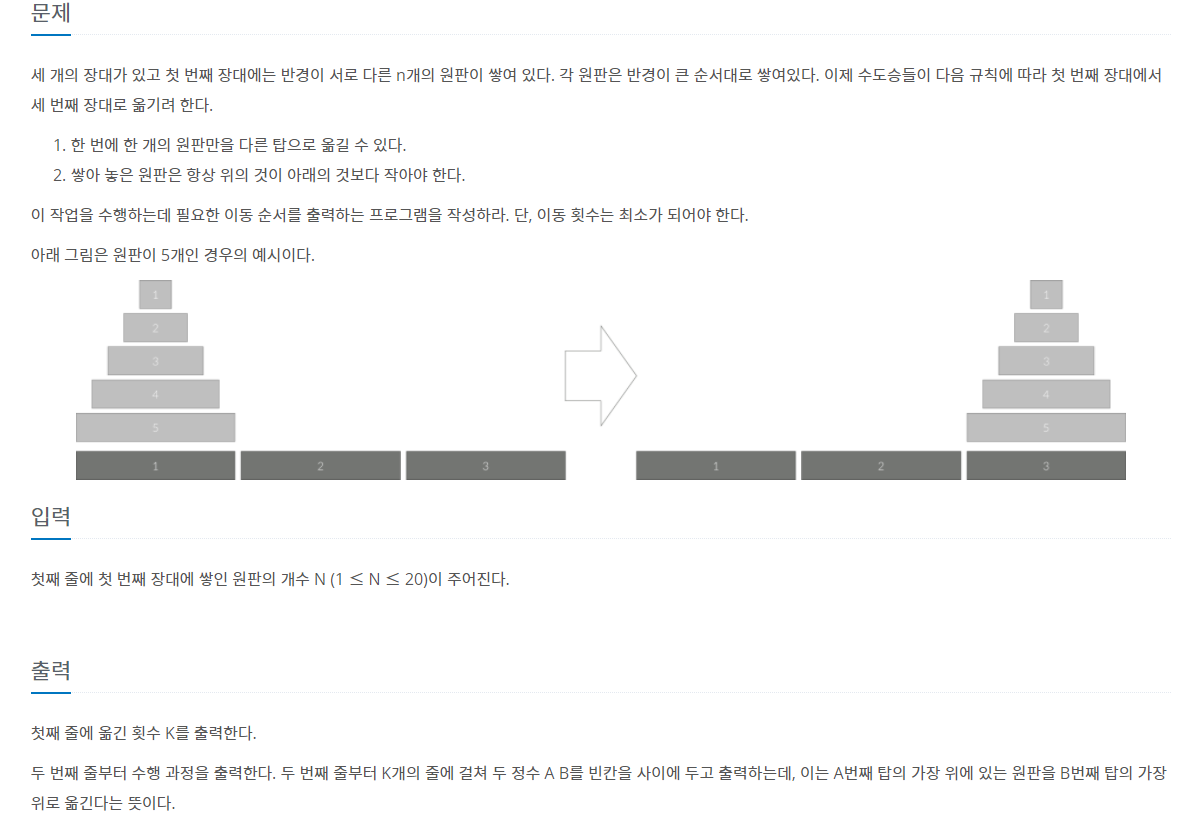 문제
세 개의 장대가 있고 첫 번째 장대에는 반경이 서로 다른 n개의 원판이 쌓여 있다. 각 원판은 반경이 큰 순서대로 쌓여있다. 이제 수도승들이 다음 규칙에 따라 첫 번째 장대에서
세 번째 장대로 옮기려 한다.
1. 한 번에 한 개의 원판만을 다른 탑으로 옮길 수 있다.
2. 쌓아 놓은 원판은 항상 위의 것이 아래의 것보다 작아야 한다.
이 작업을 수행하는데 필요한 이동 순서를 출력하는 프로그램을 작성하라. 단, 이동 횟수는 최소가 되어야 한다.
아래 그림은 원판이 5개인 경우의 예시이다.
1 1
2 2
3 3
4 4
5 5
1 2 3 1 2 3
입력
첫째 줄에 첫 번째 장대에 쌓인 원판의 개수 N (1 ≤ N ≤ 20)이 주어진다.
출력
첫째 줄에 옮긴 횟수 K를 출력한다.
두 번째 줄부터 수행 과정을 출력한다. 두 번째 줄부터 K개의 줄에 걸쳐 두 정수 A B를 빈칸을 사이에 두고 출력하는데, 이는 A번째 탑의 가장 위에 있는 원판을 B번째 탑의 가장
위로 옮긴다는 뜻이다.